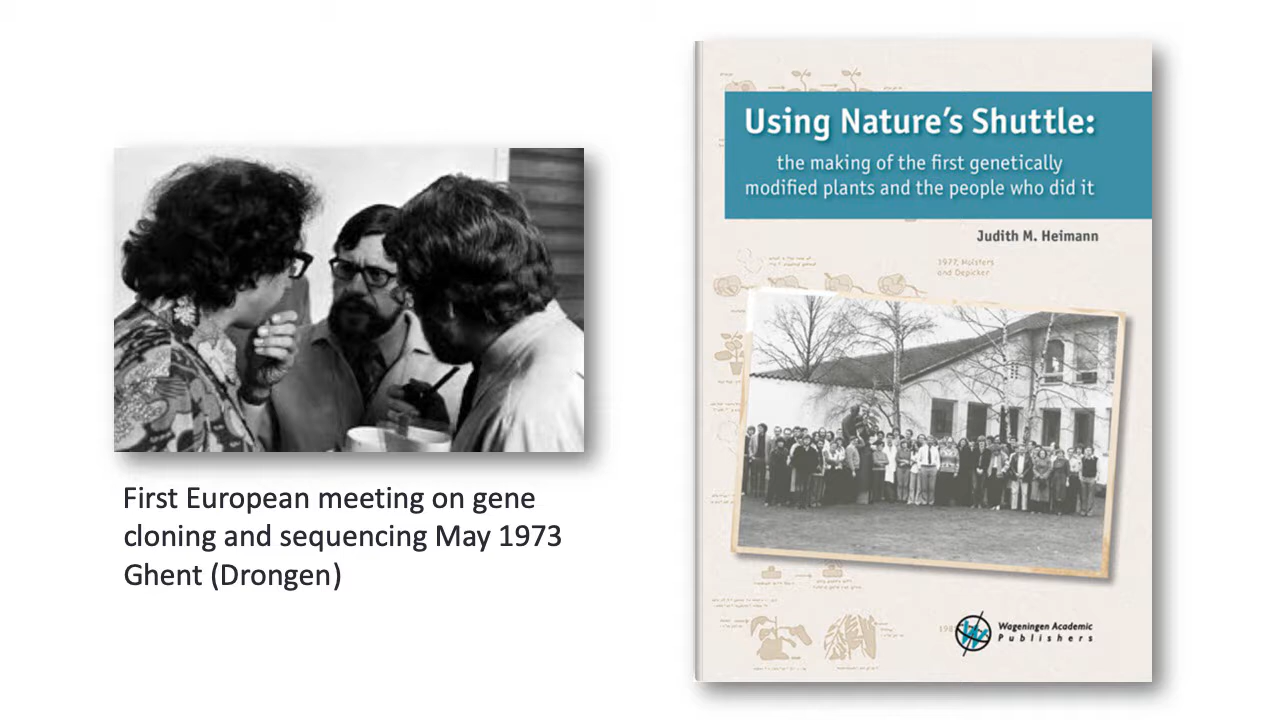 First European meeting on gene
cloning and sequencing May 1973
Ghent (Drongen)
Using Nature's Shuttle:
the making of the first genetically
modified plants and the people who did it
Judith M. Heimann
1977, Holsters
and Depicker
Wageningen Academic
Publishers